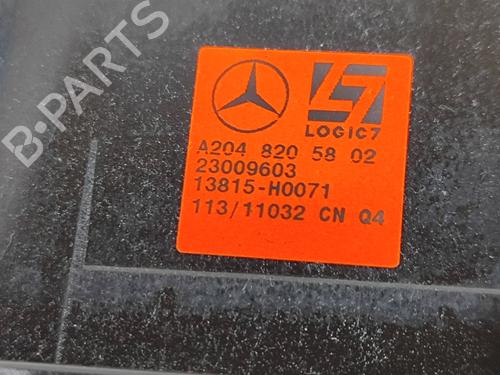 B-PARTS
LOGIC7
A204 820 58 02
23009603
13815-H0071
113/11032 CN Q4